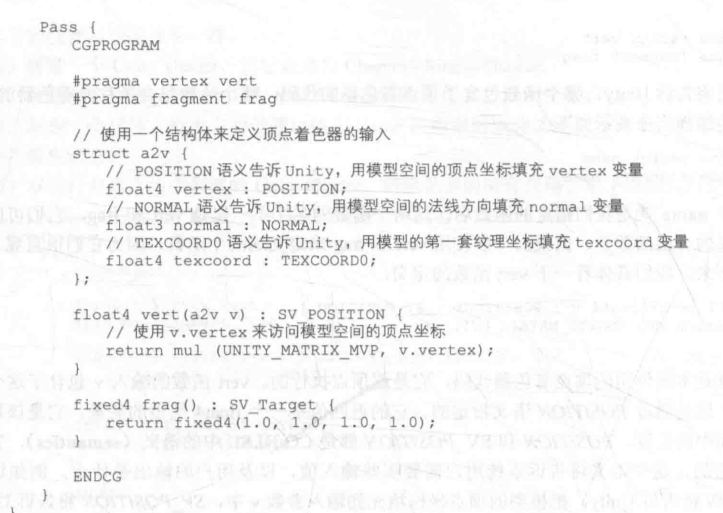 Pass {
CGPROGRAM
#pragma vertex vert
#pragma fragment frag
// 使用一个结构体来定义顶点着色器的输入
struct a2v {
// POSITION 语义告诉 Unity，用模型空间的顶点坐标填充 vertex 变量
float4 vertex : POSITION;
// NORMAL 语义告诉 Unity，用模型空间的法线方向填充 normal 变量
float3 normal : NORMAL;
// TEXCOORD0 语义告诉 Unity，用模型的第一套纹理坐标填充 texcoord 变量
float4 texcoord : TEXCOORD0;
};
float4 vert(a2v v) : SV_POSITION {
// 使用 v.vertex 来访问模型空间的顶点坐标
return mul (UNITY_MATRIX_MVP, v.vertex);
}
fixed4 frag() : SV_Target {
return fixed4(1.0, 1.0, 1.0, 1.0);
}
ENDCG
}
}